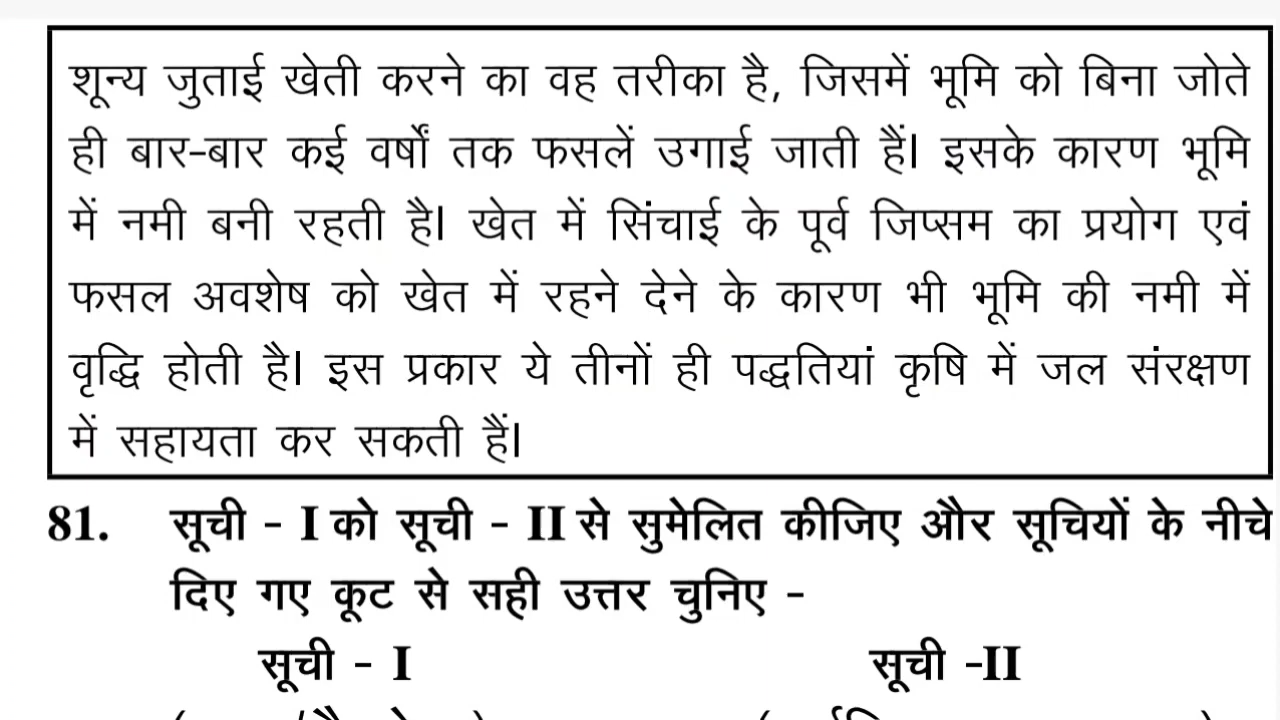 शून्य जुताई खेती करने का वह तरीका है, जिसमें भूमि को बिना जोते
ही बार-बार कई वर्षों तक फसलें उगाई जाती हैं। इसके कारण भूमि
में नमी बनी रहती है। खेत में सिंचाई के पूर्व जिप्सम का प्रयोग एवं
फसल अवशेष को खेत में रहने देने के कारण भी भूमि की नमी में
वृद्धि होती है। इस प्रकार ये तीनों ही पद्धतियां कृषि में जल संरक्षण
में सहायता कर सकती हैं।
81. सूची - I को सूची - II से सुमेलित कीजिए और सूचियों के नीचे
दिए गए कूट से सही उत्तर चुनिए -
सूची - I सूची -II